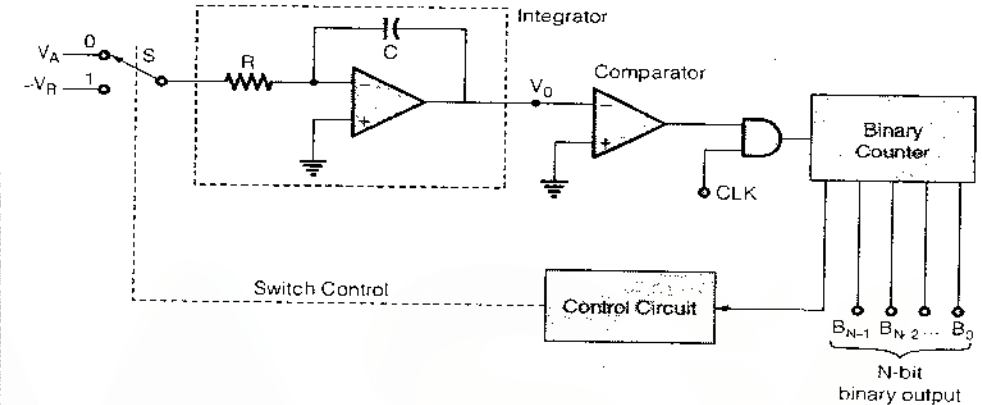 Integrator
V_A
0
S
R
C
-V_R
1
−
+
V_0
Comparator
−
+
CLK
Binary
Counter
Switch Control
Control Circuit
B_N-1 B_N-2 ... B_0
N-bit
binary output